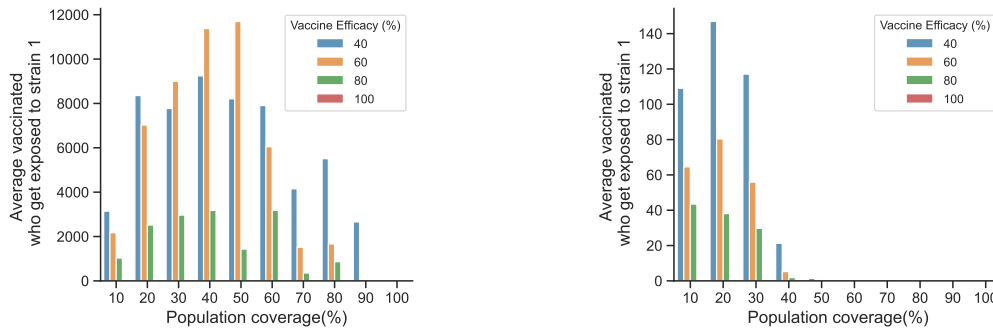 12000
10000
8000
6000
4000
2000
0
Average vaccinated
who get exposed to strain 1
10 20 30 40 50 60 70 80 90 100
Population coverage(%)
Vaccine Efficacy (%)
40
60
80
100
140
120
100
80
60
40
20
0
Average vaccinated
who get exposed to strain 1
10 20 30 40 50 60 70 80 90 100
Population coverage(%)
Vaccine Efficacy (%)
40
60
80
100